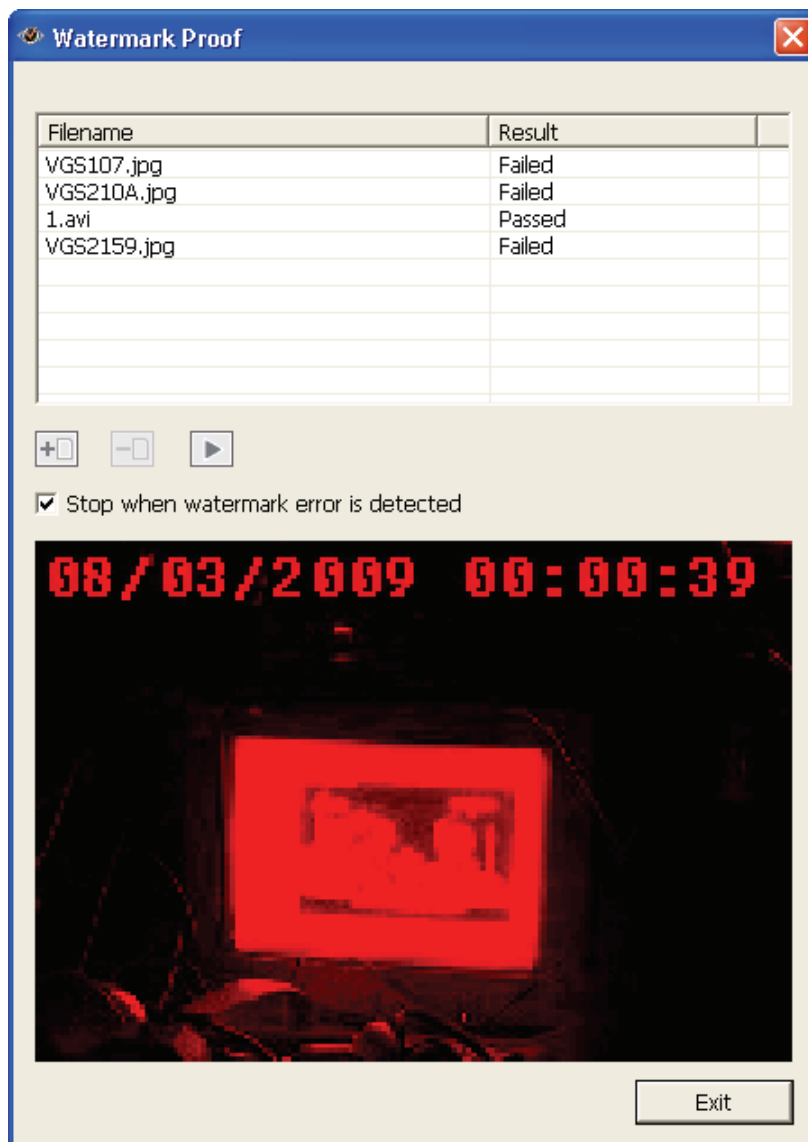 Watermark Proof
Filename Result
VGS107.jpg Failed
VGS210A.jpg Failed
1.avi Passed
VGS2159.jpg Failed
Stop when watermark error is detected
08/03/2009 00:00:39
Exit